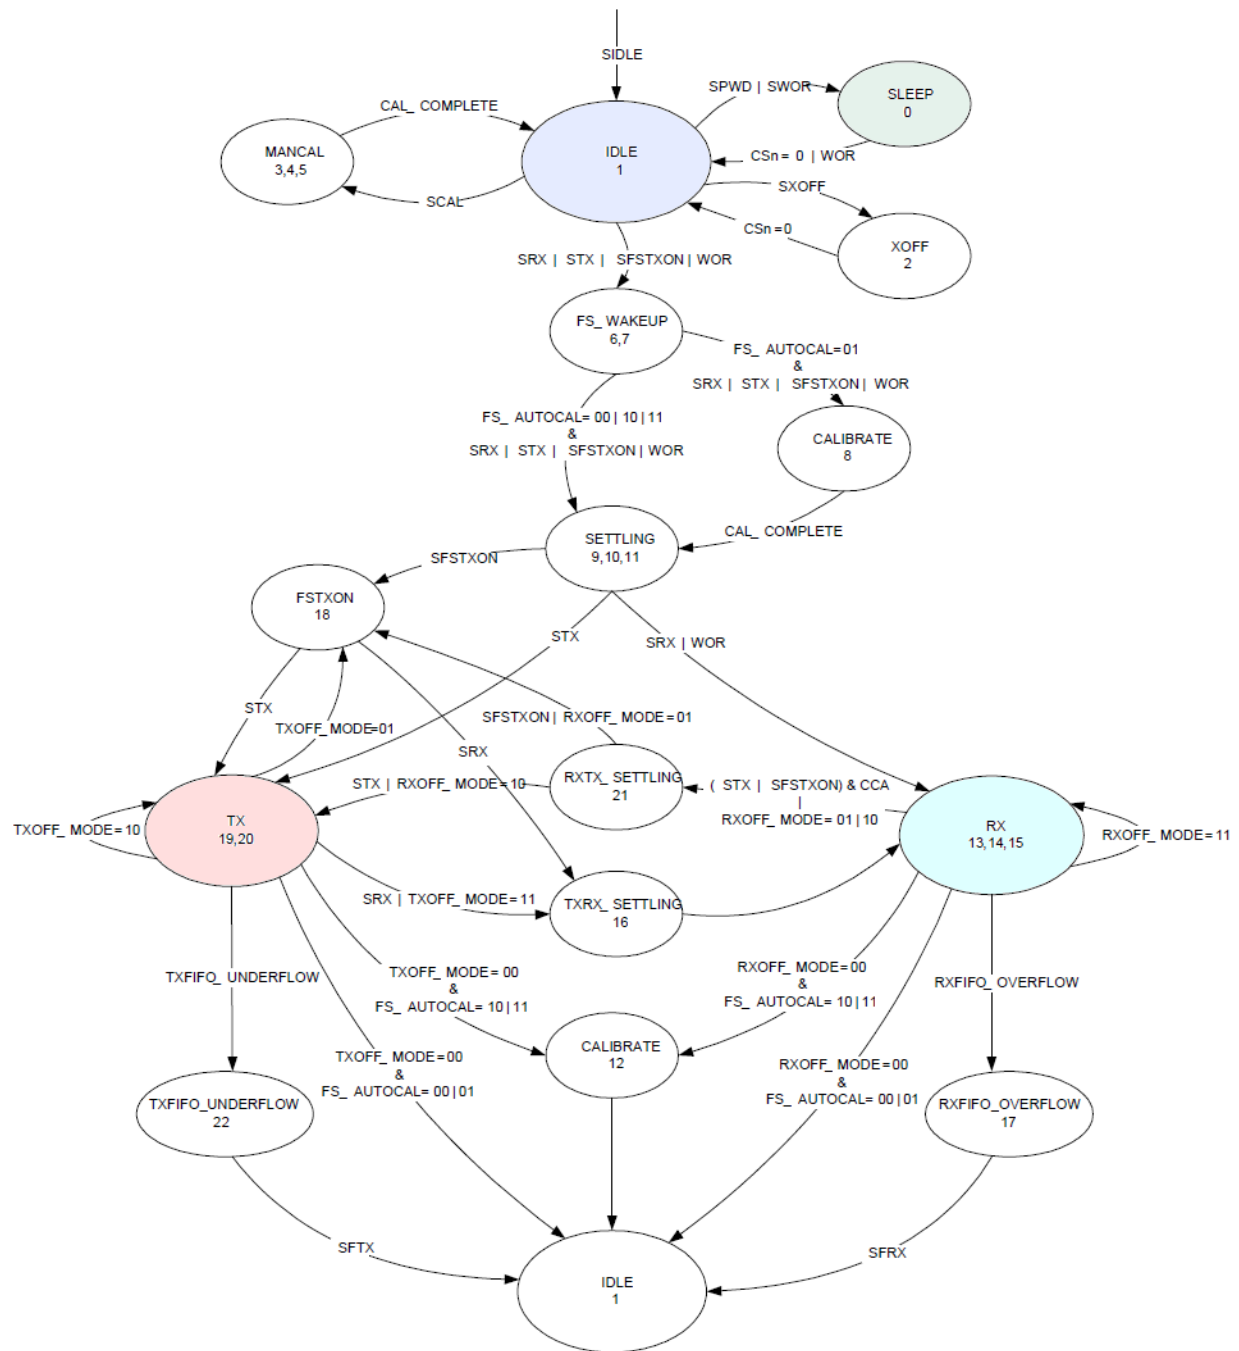 SIDLE
SPWD | SWOR
SLEEP
0
CAL_ COMPLETE
MANCAL
3,4,5
IDLE
1
CSn = 0 | WOR
SCAL
SXOFF
CSn = 0
XOFF
2
SRX | STX | SFSTXON | WOR
FS_ WAKEUP
6,7
FS_ AUTOCAL = 01
&
SRX | STX | SFSTXON | WOR
FS_ AUTOCAL = 00 | 10 | 11
&
SRX | STX | SFSTXON | WOR
CALIBRATE
8
CAL_ COMPLETE
SETTLING
9,10,11
SFSTXON
FSTXON
18
STX
SRX | WOR
STX
TXOFF_ MODE=01
SFSTXON | RXOFF_ MODE = 01
SRX
STX | RXOFF_ MODE = 10
RXTX_ SETTLING
21
( STX | SFSTXON) & CCA
|
RXOFF_ MODE = 01 | 10
TXOFF_ MODE = 10
TX
19,20
RX
13,14,15
RXOFF_ MODE = 11
SRX | TXOFF_ MODE = 11
TXRX_ SETTLING
16
TXFIFO_ UNDERFLOW
TXOFF_ MODE = 00
&
FS_ AUTOCAL = 10 | 11
RXOFF_ MODE = 00
&
FS_ AUTOCAL = 10 | 11
RXFIFO_ OVERFLOW
CALIBRATE
12
TXOFF_ MODE = 00
&
FS_ AUTOCAL = 00 | 01
RXOFF_ MODE = 00
&
FS_ AUTOCAL = 00 | 01
TXFIFO_UNDERFLOW
22
RXFIFO_OVERFLOW
17
SFTX
SFRX
IDLE
1